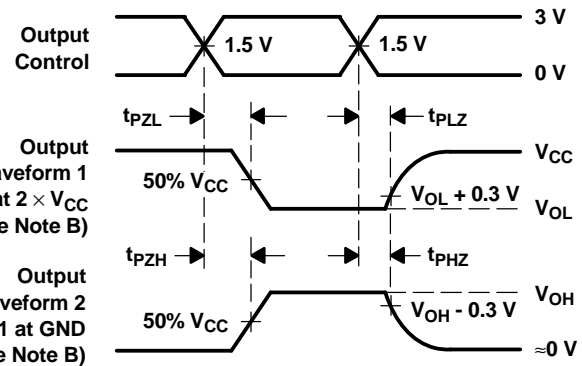 3 V
Output
Control
1.5 V
1.5 V
0 V
tPZL
tPLZ
Output
aveform 1
at 2 × VCC
e Note B)
VCC
50% VCC
VOL + 0.3 V
VOL
tPZH
tPHZ
Output
veform 2
1 at GND
e Note B)
VOH
50% VCC
VOH - 0.3 V
≈0 V